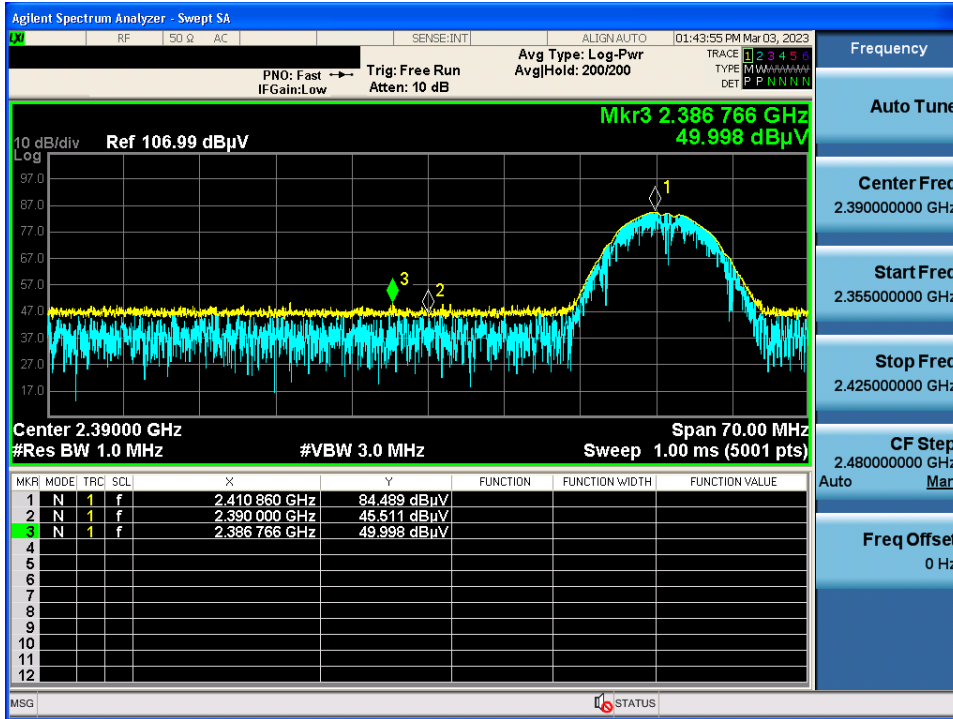 Agilent Spectrum Analyzer - Swept SA
LXI RF 50 Ω AC SENSE:INT ALIGN AUTO 01:43:55 PM Mar 03, 2023
PNO: Fast
IFGain:Low
Trig: Free Run
Atten: 10 dB
Avg Type: Log-Pwr
Avg|Hold: 200/200
TRACE 1 2 3 4 5 6
TYPE M W W W W W
DET P P N N N N
Mkr3 2.386 766 GHz
49.998 dBµV
10 dB/div Ref 106.99 dBµV
Log
97.0
87.0
77.0
67.0
57.0
47.0
37.0
27.0
17.0
1
3
2
Center 2.39000 GHz Span 70.00 MHz
#Res BW 1.0 MHz #VBW 3.0 MHz Sweep 1.00 ms (5001 pts)
MKR MODE TRC SCL X Y FUNCTION FUNCTION WIDTH FUNCTION VALUE
1 N 1 f 2.410 860 GHz 84.489 dBµV
2 N 1 f 2.390 000 GHz 45.511 dBµV
3 N 1 f 2.386 766 GHz 49.998 dBµV
4
5
6
7
8
9
10
11
12
MSG STATUS
Frequency
Auto Tune
Center Freq
2.390000000 GHz
Start Freq
2.355000000 GHz
Stop Freq
2.425000000 GHz
CF Step
2.480000000 GHz
Auto Man
Freq Offset
0 Hz